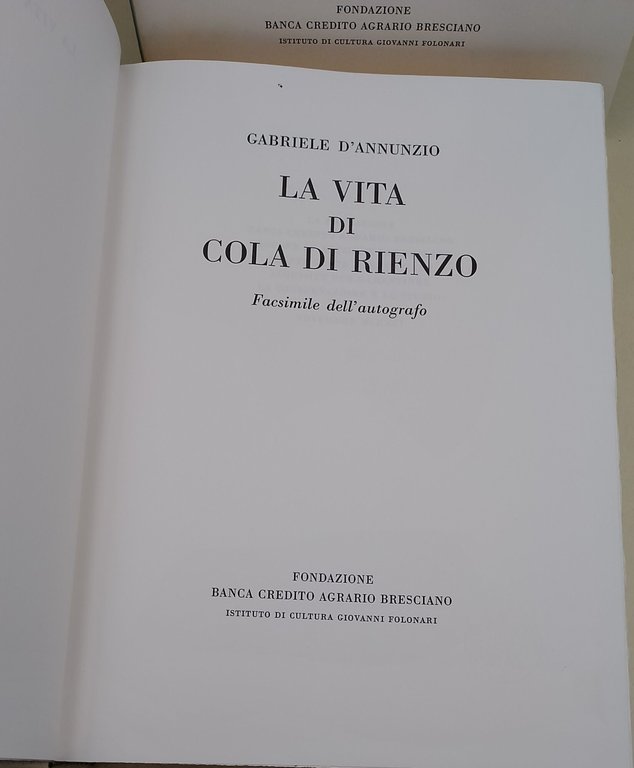 FONDAZIONE
BANCA CREDITO AGRARIO BRESCIANO
ISTITUTO DI CULTURA GIOVANNI FOLONARI
GABRIELE D'ANNUNZIO
LA VITA
DI
COLA DI RIENZO
Facsimile dell'autografo
FONDAZIONE
BANCA CREDITO AGRARIO BRESCIANO
ISTITUTO DI CULTURA GIOVANNI FOLONARI